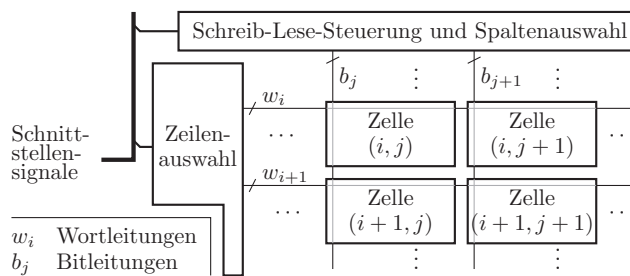 Schreib-Lese-Steuerung und Spaltenauswahl
b_j ⋮ b_{j+1} ⋮
w_i
Schnitt-
stellen-
signale
Zeilen-
auswahl
⋯ Zelle Zelle ⋯
(i, j) (i, j + 1)
w_{i+1}
⋯ Zelle Zelle ⋯
(i + 1, j) (i + 1, j + 1)
⋮ ⋮
w_i Wortleitungen
b_j Bitleitungen